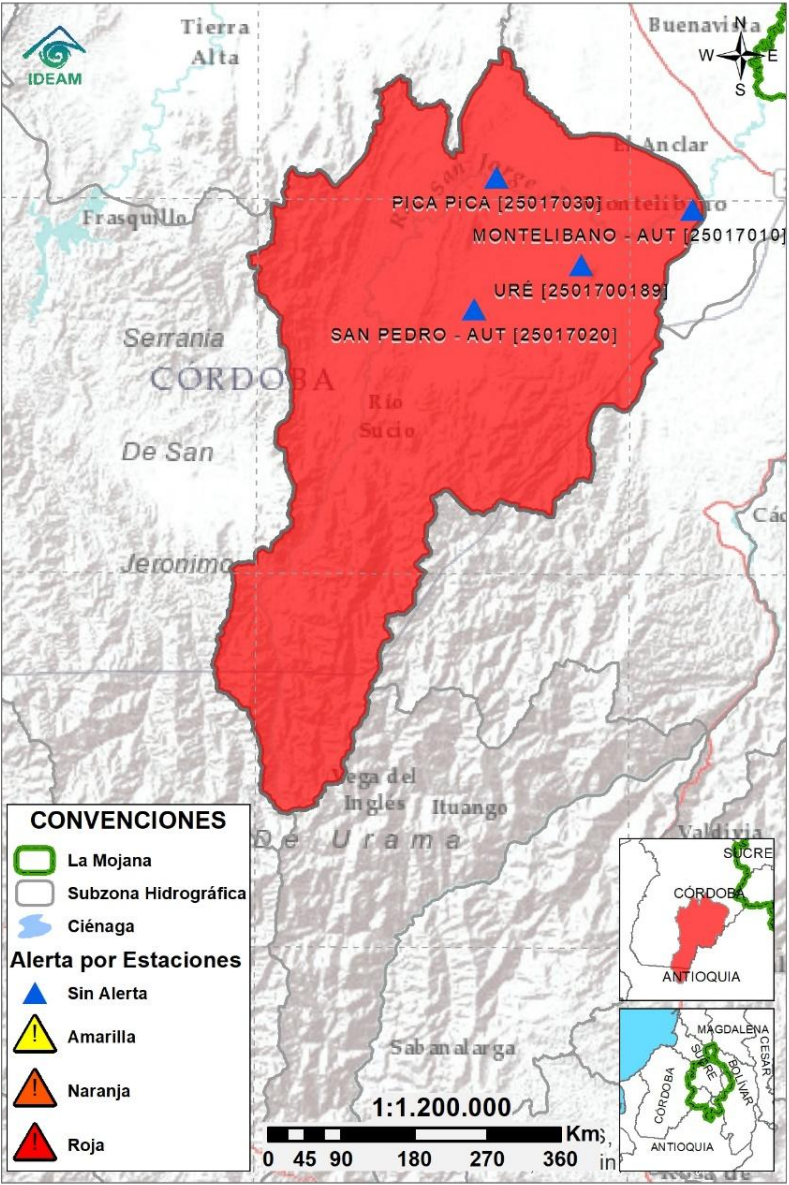 Tierra
Alta
Buenavista
N
W
E
S
IDEAM
El Anclar
Frasquillo
PICA PiCA [25017030]
MONTELIBANO - AUT [25017010]
URÉ [2501700189]
SAN PEDRO - AUT [25017020]
Serrania
CÓRDOBA
Río
Sucio
De San
Jeronimo
Vega del
Ingles
Ituango
De Urama
Valdivia
Sabanalarga
CONVENCIONES
La Mojana
Subzona Hidrográfica
Ciénaga
Alerta por Estaciones
Sin Alerta
Amarilla
Naranja
Roja
1:1.200.000
Km
0 45 90 180 270 360
SUCRE
CÓRDOBA
ANTIOQUIA
MAGDALENA
CESAR
SUCRE
BOLÍVAR
CÓRDOBA
ANTIOQUIA